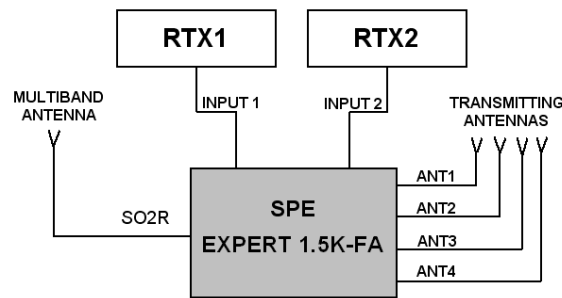 RTX1
RTX2
MULTIBAND
ANTENNA
INPUT 1
INPUT 2
TRANSMITTING
ANTENNAS
SO2R
SPE
EXPERT 1.5K-FA
ANT1
ANT2
ANT3
ANT4